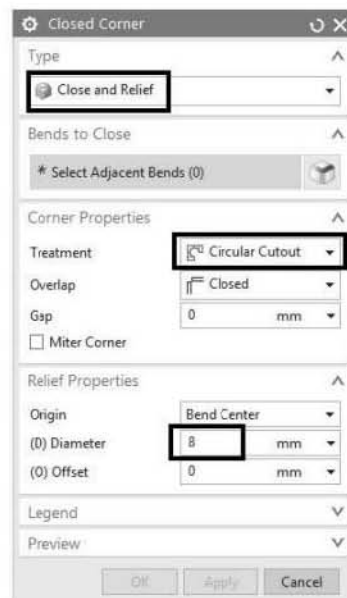 Closed Corner
Type
Close and Relief
Bends to Close
* Select Adjacent Bends (0)
Corner Properties
Treatment Circular Cutout
Overlap Closed
Gap 0 mm
Miter Corner
Relief Properties
Origin Bend Center
(D) Diameter 8 mm
(O) Offset 0 mm
Legend
Preview
OK Apply Cancel